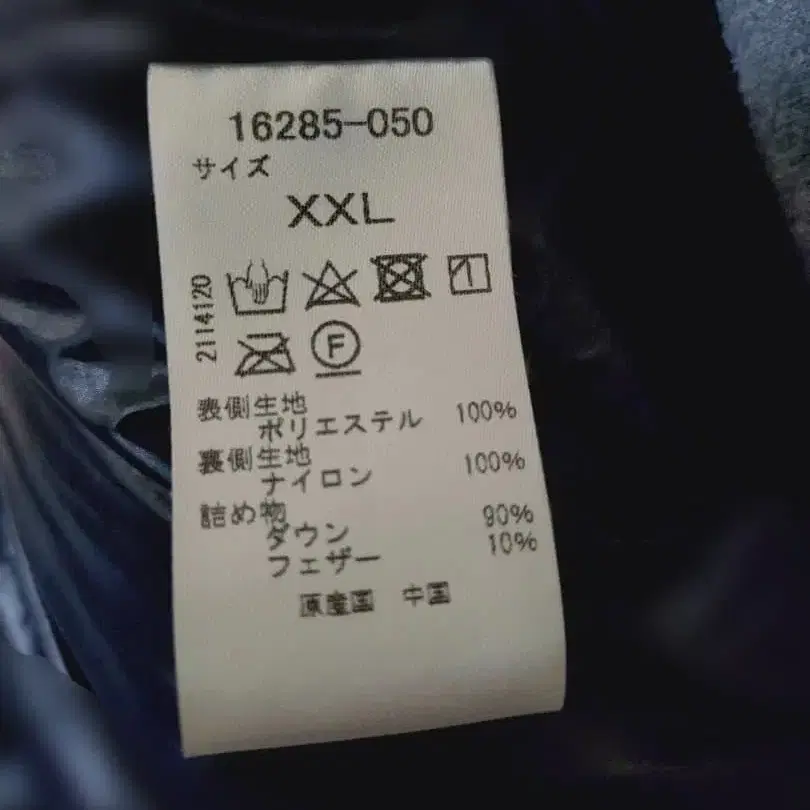 16285-050
サイズ
XXL
2114120
F
表側生地
ポリエステル 100%
裏側生地
ナイロン 100%
詰め物
ダウン 90%
フェザー 10%
原産国 中国